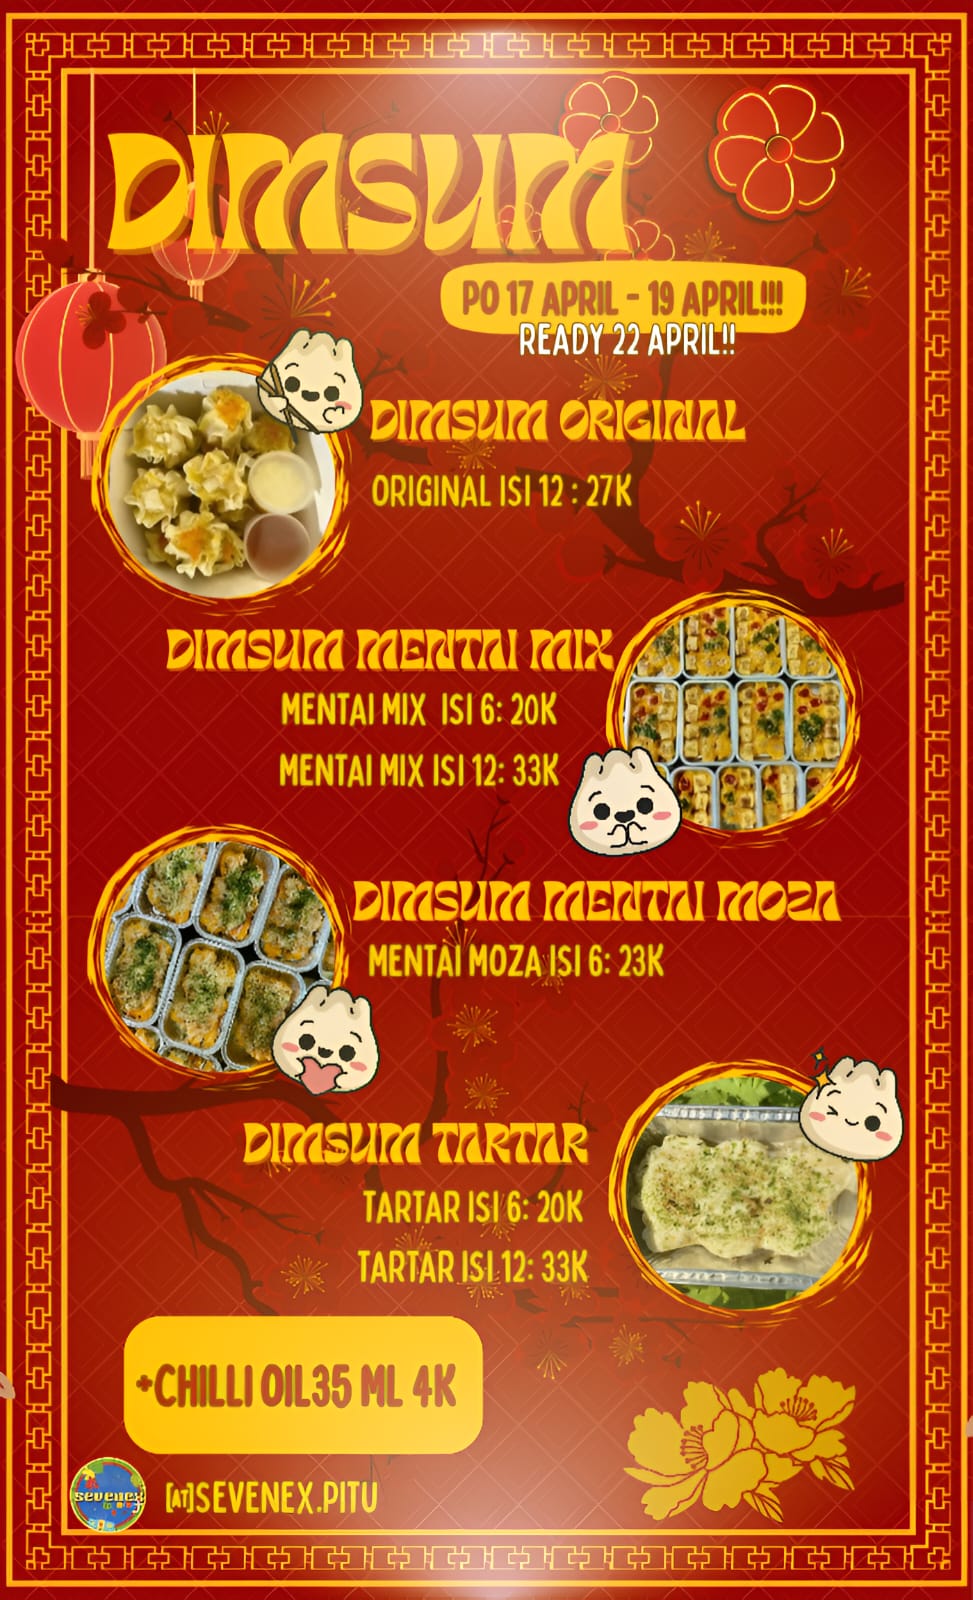 DIMSUM
PO 17 APRIL - 19 APRIL!!!
READY 22 APRIL!!
DIMSUM ORIGINAL
ORIGINAL ISI 12 : 27K
DIMSUM MENTAI MIX
MENTAI MIX ISI 6: 20K
MENTAI MIX ISI 12: 33K
DIMSUM MENTAI MOZA
MENTAI MOZA ISI 6: 23K
DIMSUM TARTAR
TARTAR ISI 6: 20K
TARTAR ISI 12: 33K
+CHILLI OIL35 ML 4K
sevenex
[AT]SEVENEX.PITU